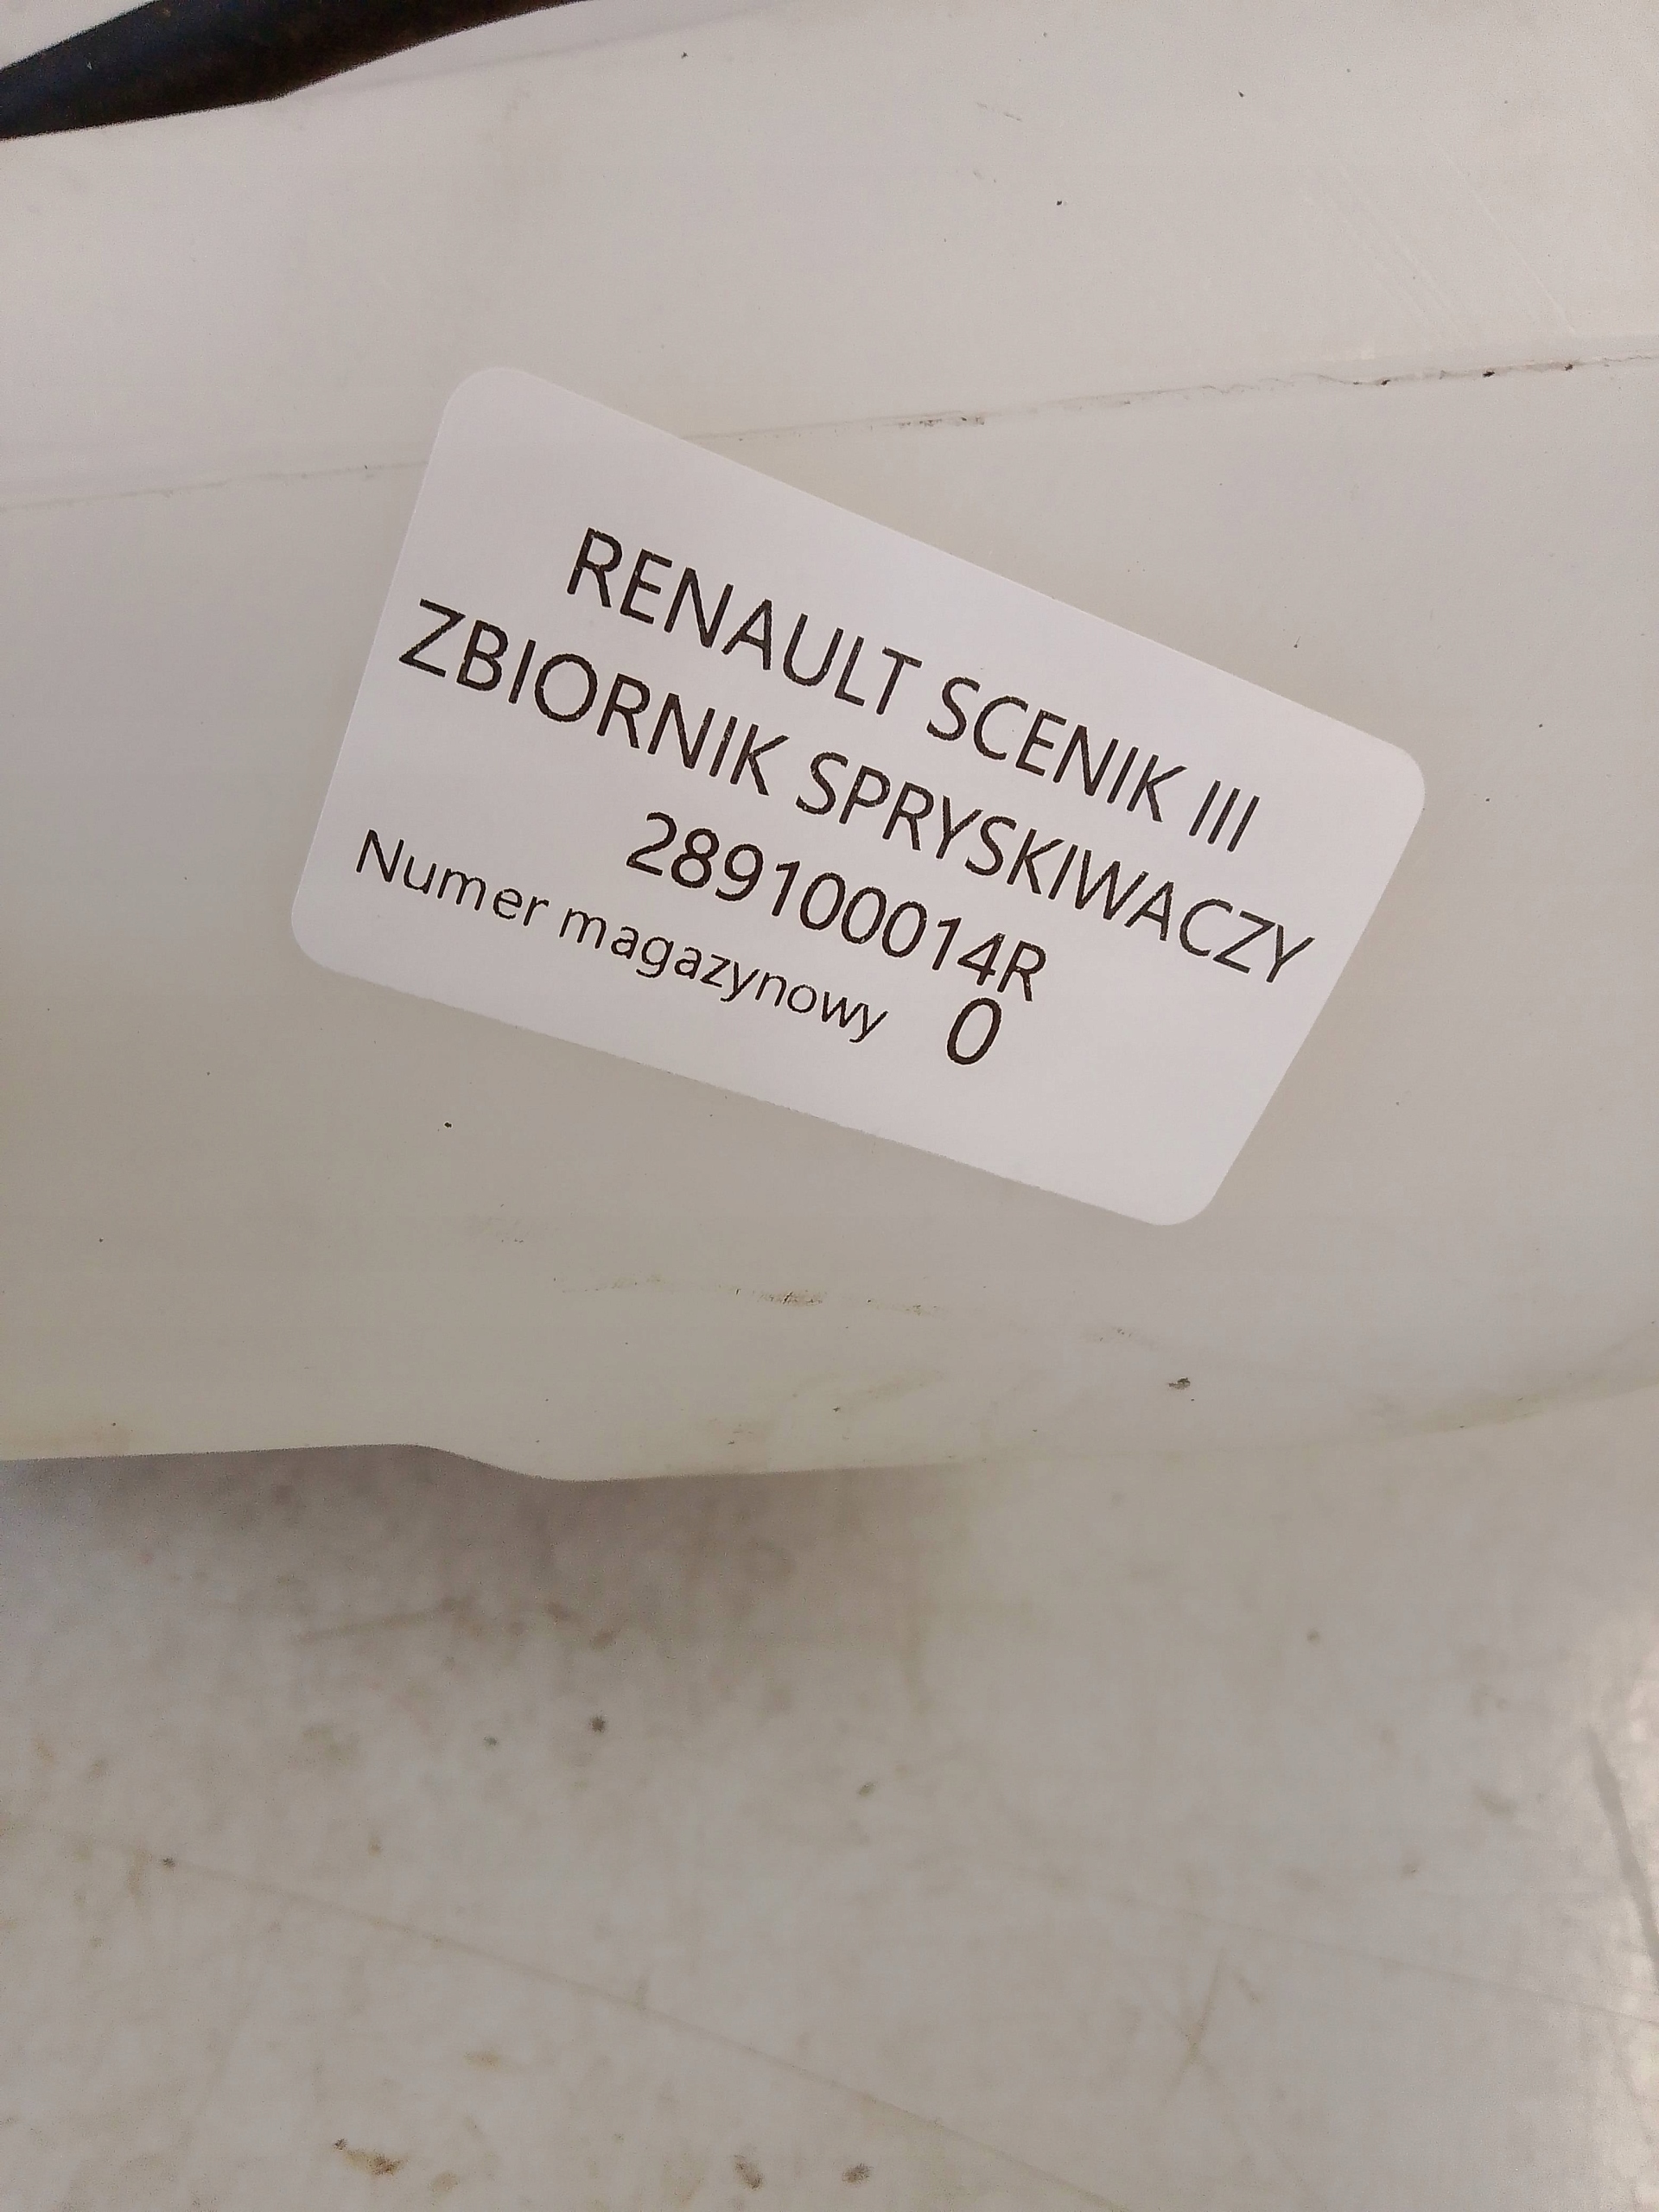 RENAULT SCENIK III
ZBIORNIK SPRYSKIWACZY
289100014R
Numer magazynowy 0